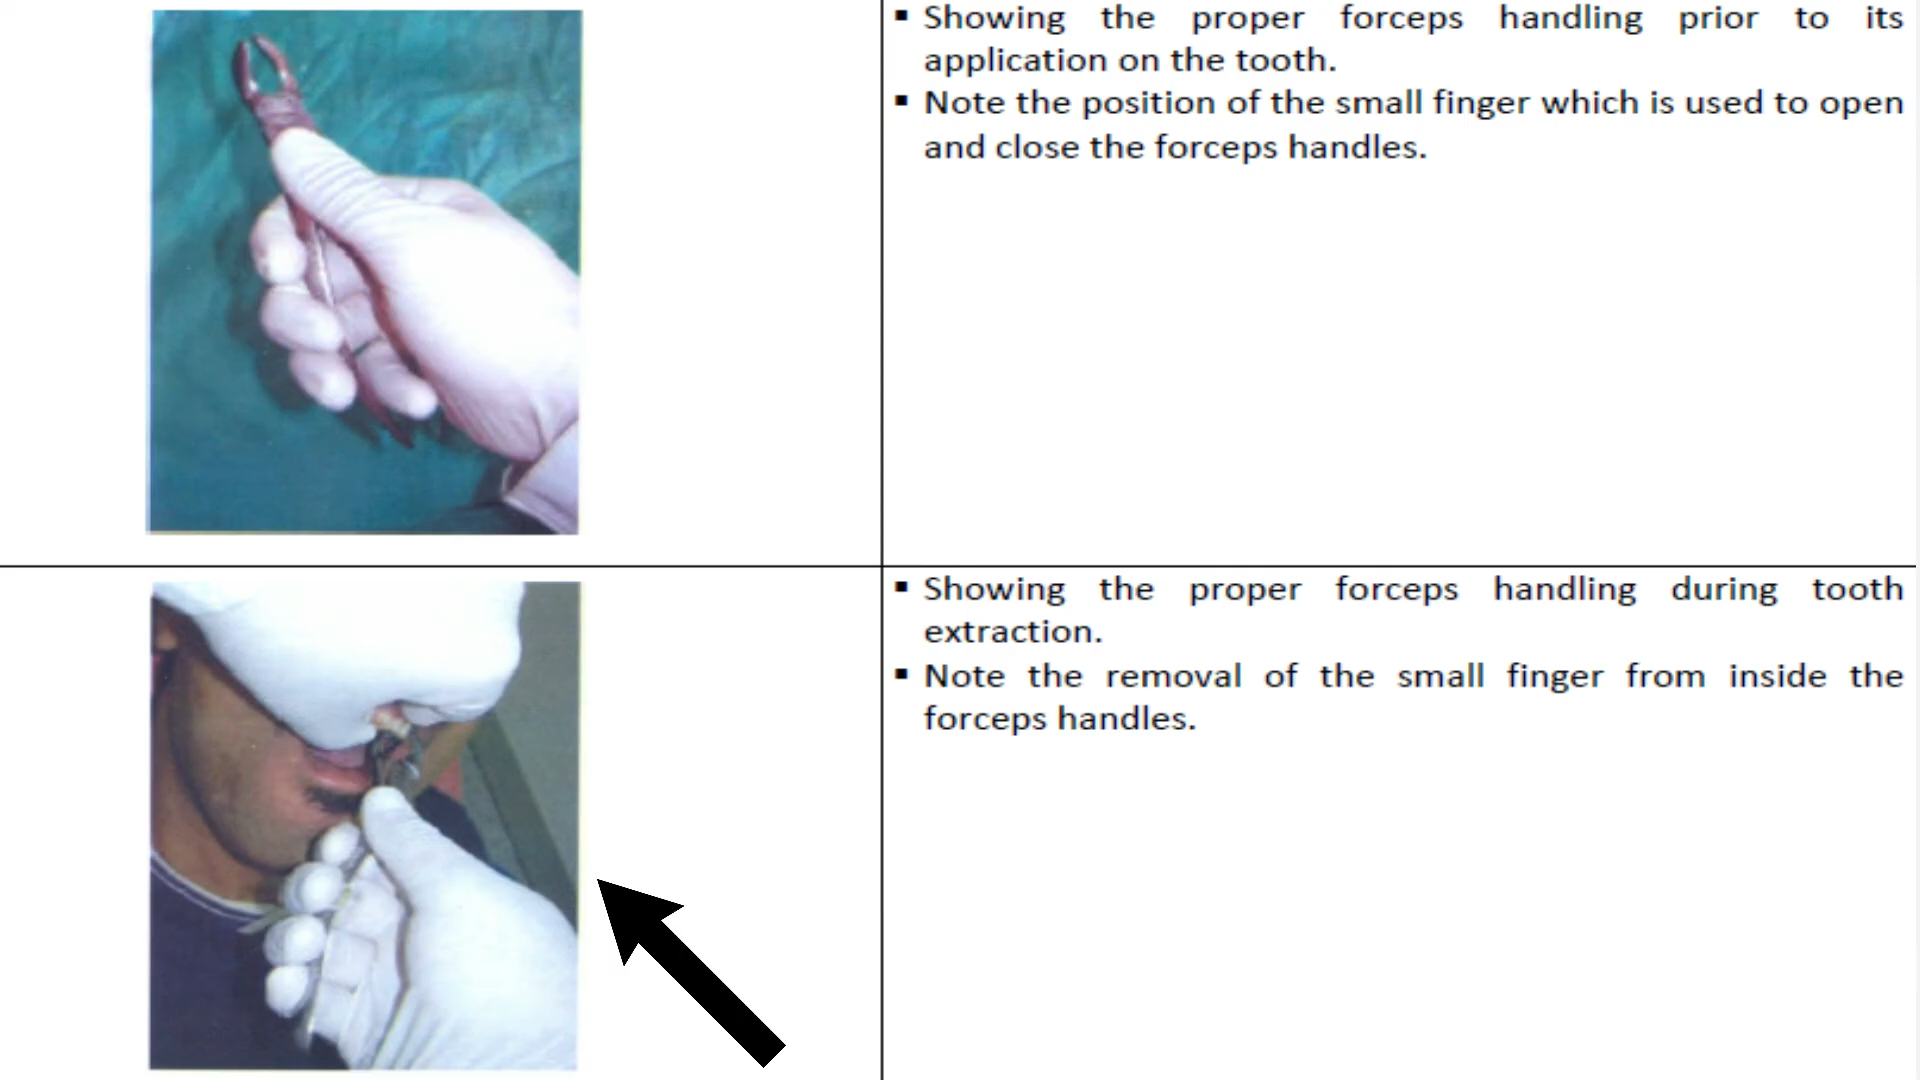 ▪ Showing the proper forceps handling prior to its
application on the tooth.
▪ Note the position of the small finger which is used to open
and close the forceps handles.
▪ Showing the proper forceps handling during tooth
extraction.
▪ Note the removal of the small finger from inside the
forceps handles.